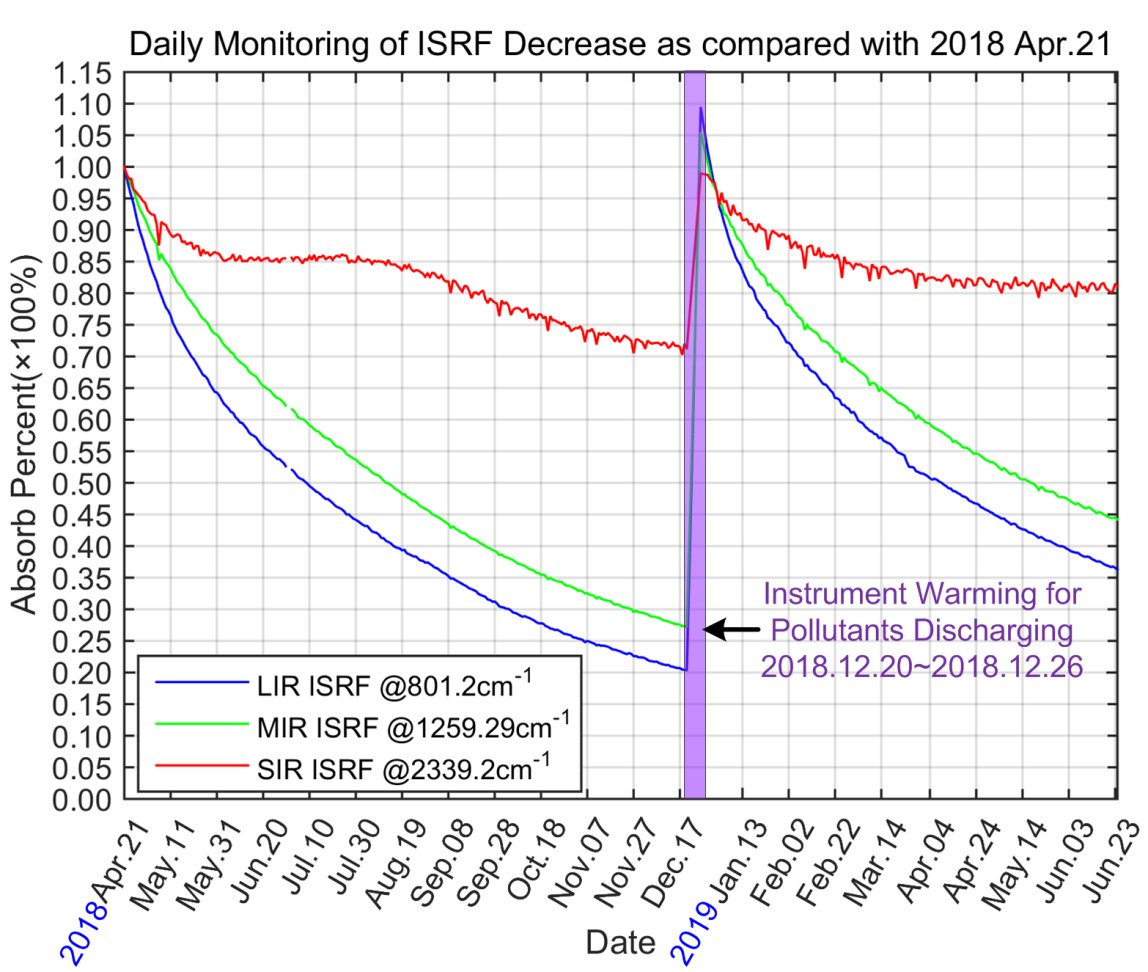 Daily Monitoring of ISRF Decrease as compared with 2018 Apr.21
Absorb Percent(×100%)
1.15
1.10
1.05
1.00
0.95
0.90
0.85
0.80
0.75
0.70
0.65
0.60
0.55
0.50
0.45
0.40
0.35
0.30
0.25
0.20
0.15
0.10
0.05
0.00
Instrument Warming for
Pollutants Discharging
2018.12.20~2018.12.26
LIR ISRF @801.2cm⁻¹
MIR ISRF @1259.29cm⁻¹
SIR ISRF @2339.2cm⁻¹
2018 Apr.21
May.11
May.31
Jun.20
Jul.10
Jul.30
Aug.19
Sep.08
Sep.28
Oct.18
Nov.07
Nov.27
Dec.17
2019 Jan.13
Feb.02
Feb.22
Mar.14
Apr.04
Apr.24
May.14
Jun.03
Jun.23
Date